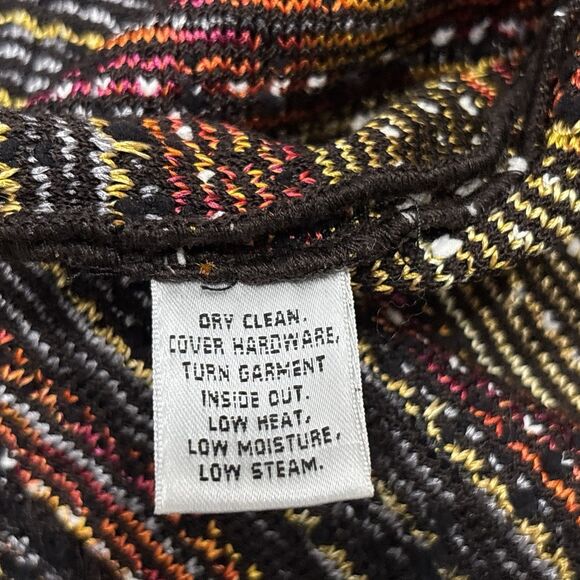 DRY CLEAN.
COVER HARDWARE,
TURN GARMENT
INSIDE OUT.
LOW HEAT,
LOW MOISTURE,
LOW STEAM.